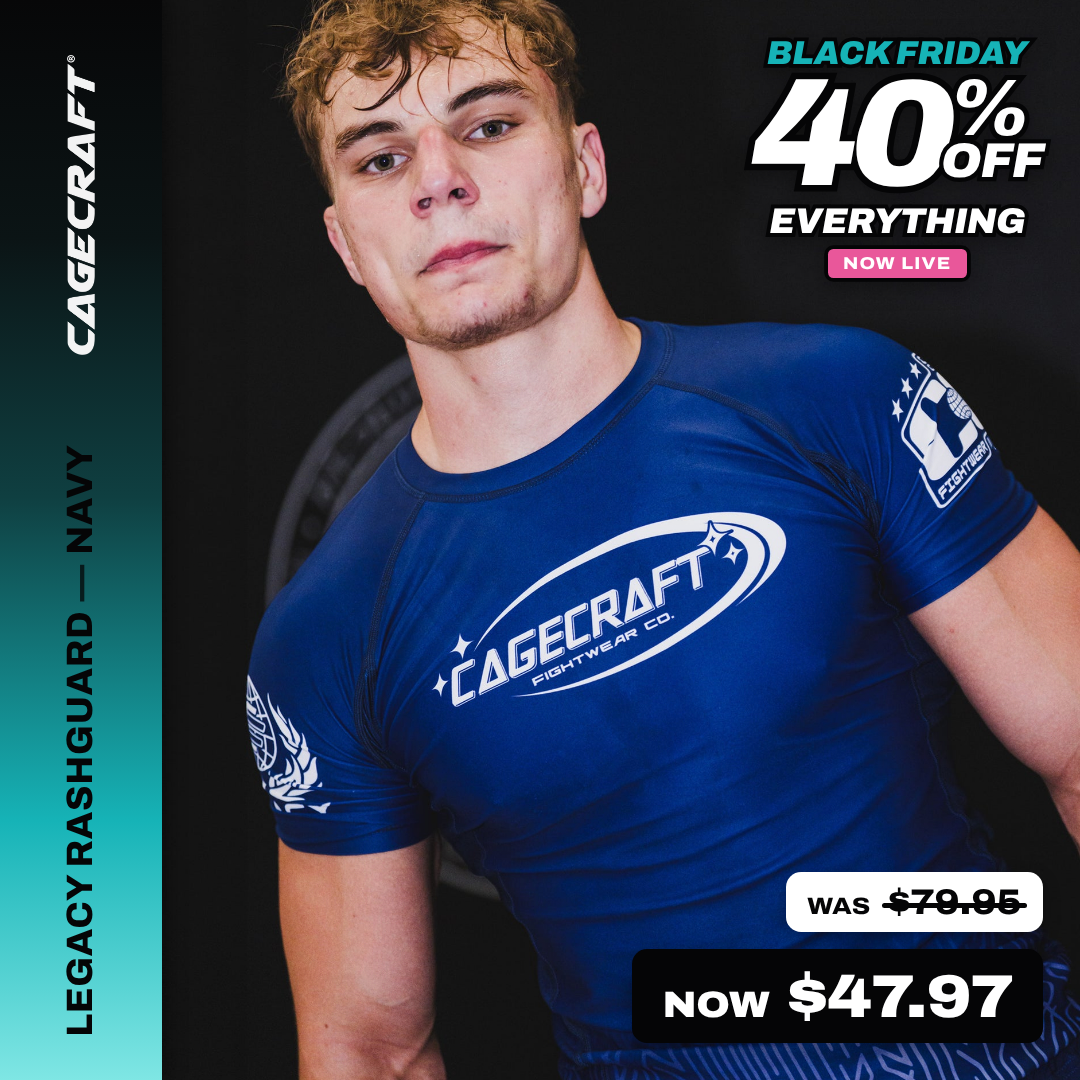 CAGECRAFT®
LEGACY RASHGUARD — NAVY
BLACK FRIDAY
40% OFF
EVERYTHING
NOW LIVE
CAGECRAFT
FIGHTWEAR CO.
FIGHTWEAR
WAS $79.95
NOW $47.97